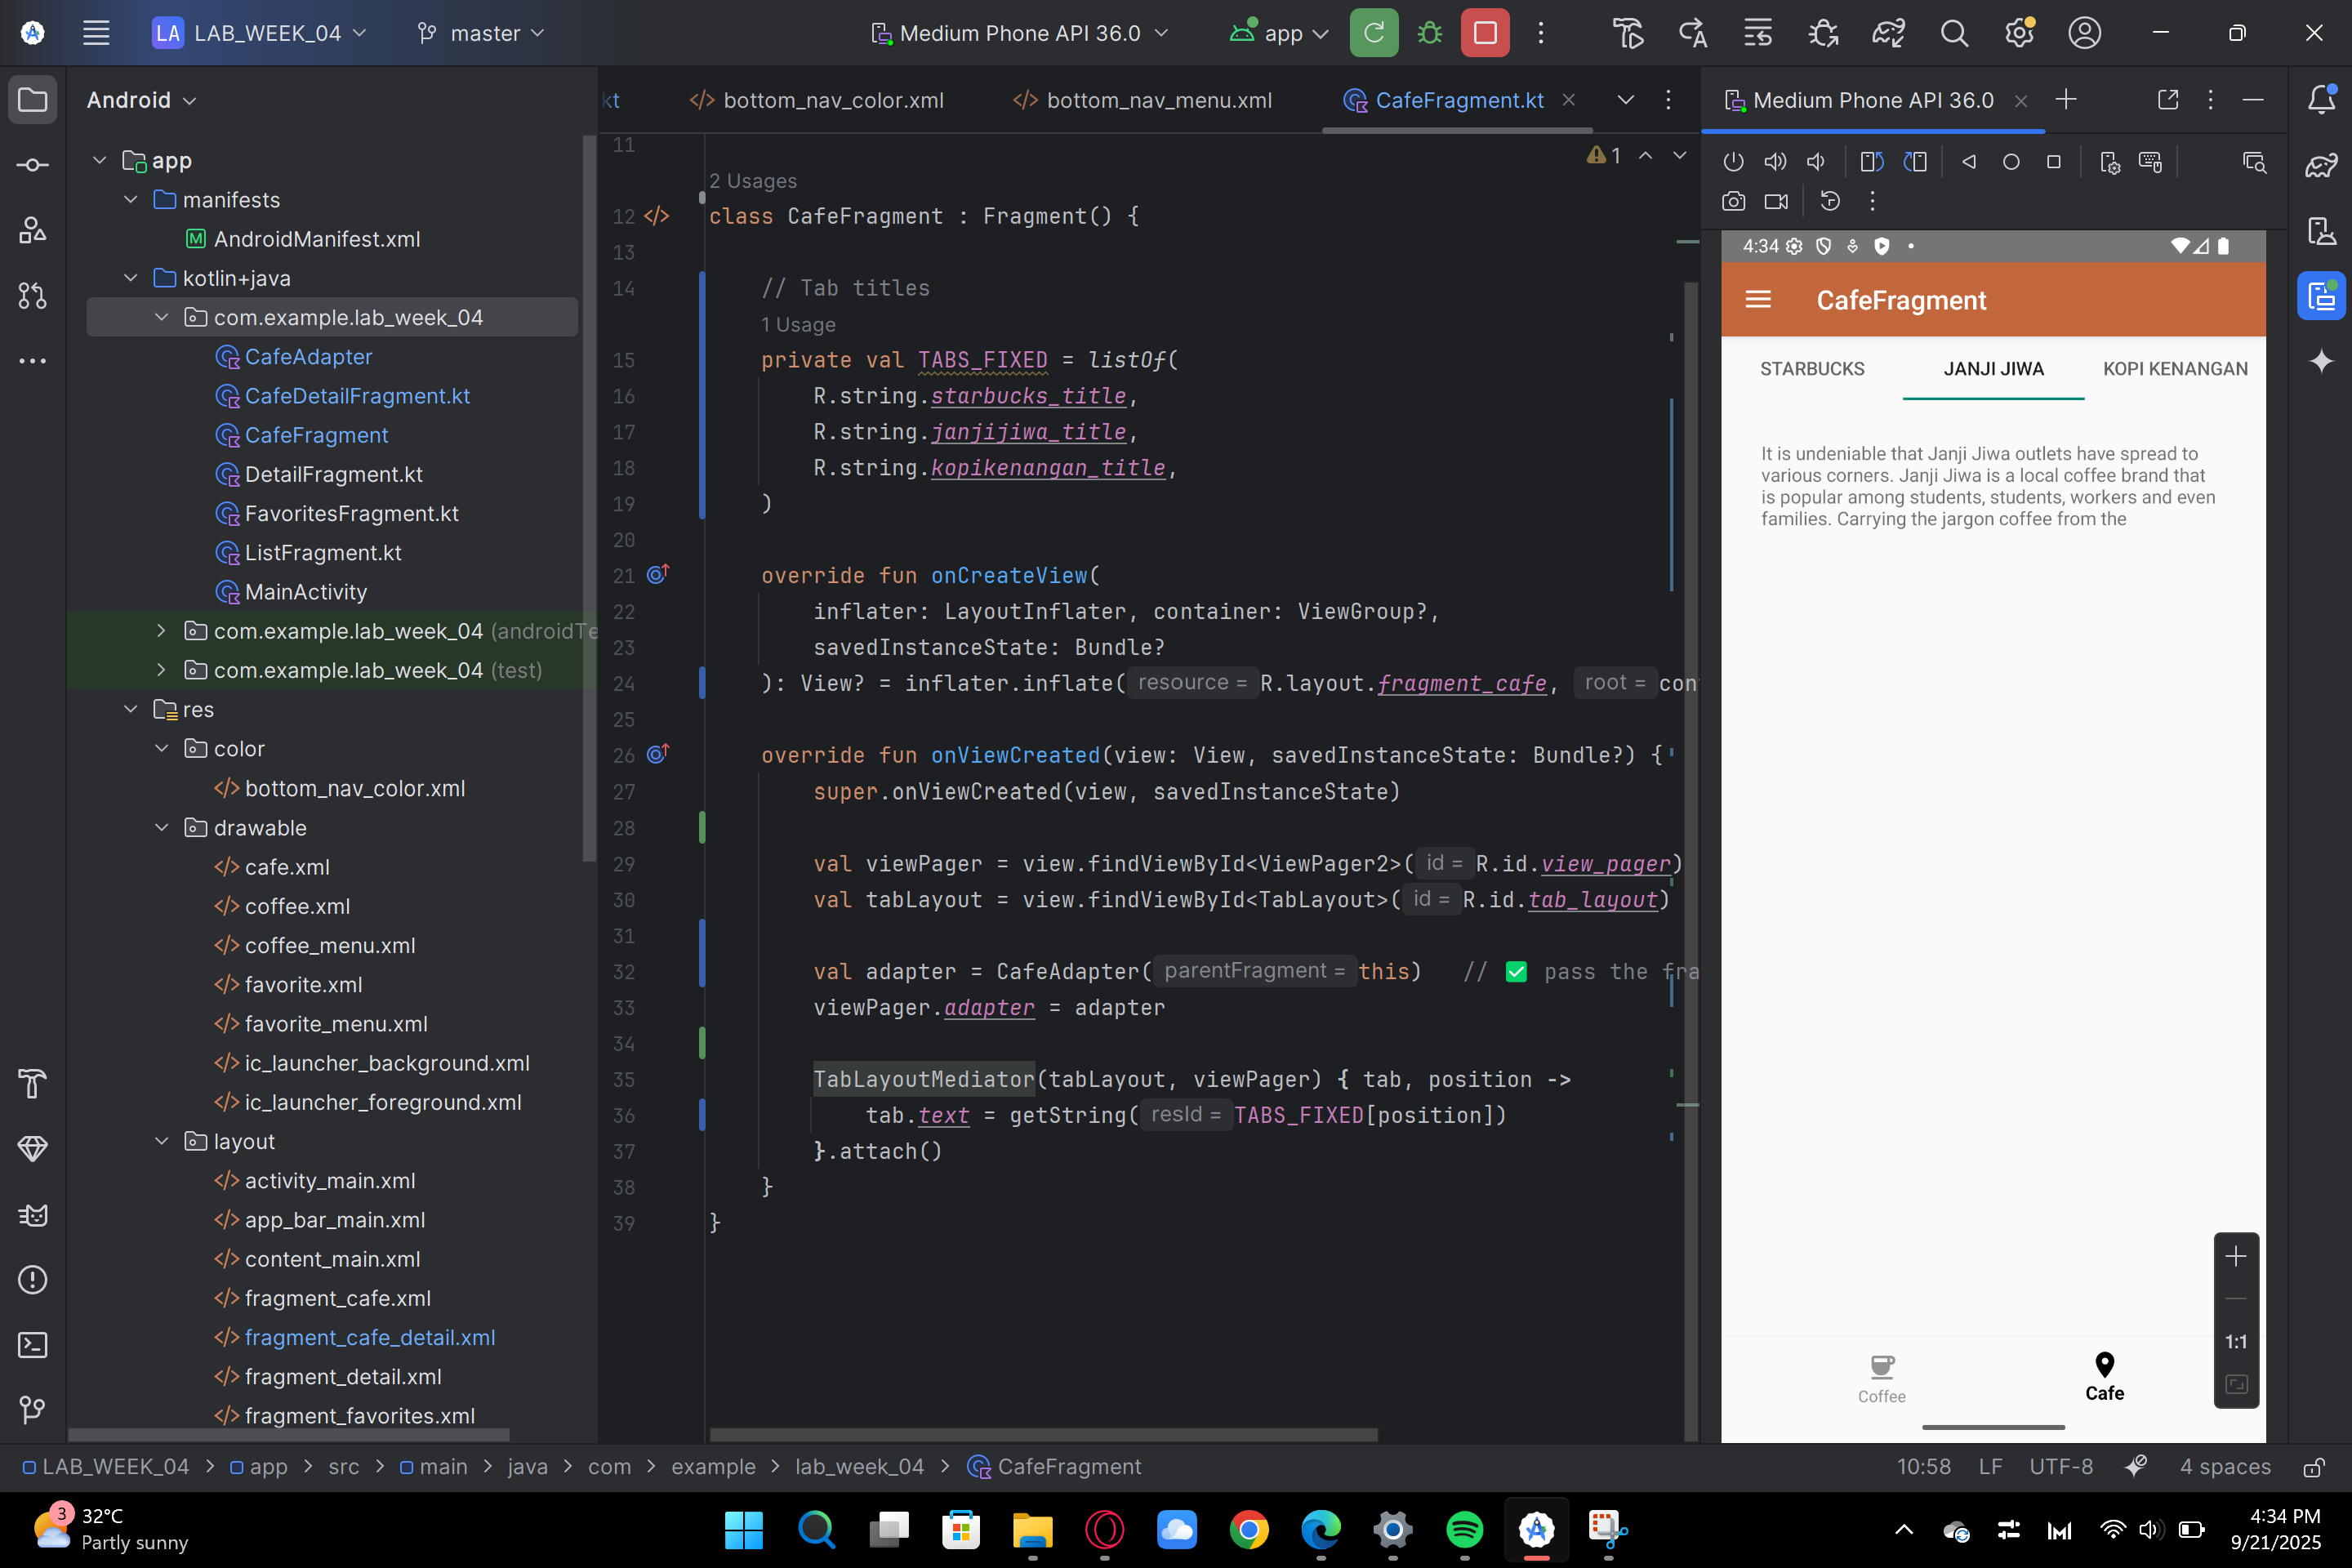 LA LAB_WEEK_04 master Medium Phone API 36.0 app
Android
app
manifests
AndroidManifest.xml
kotlin+java
com.example.lab_week_04
CafeAdapter
CafeDetailFragment.kt
CafeFragment
DetailFragment.kt
FavoritesFragment.kt
ListFragment.kt
MainActivity
com.example.lab_week_04 (androidTe
com.example.lab_week_04 (test)
res
color
bottom_nav_color.xml
drawable
cafe.xml
coffee.xml
coffee_menu.xml
favorite.xml
favorite_menu.xml
ic_launcher_background.xml
ic_launcher_foreground.xml
layout
activity_main.xml
app_bar_main.xml
content_main.xml
fragment_cafe.xml
fragment_cafe_detail.xml
fragment_detail.xml
fragment_favorites.xml
kt bottom_nav_color.xml bottom_nav_menu.xml CafeFragment.kt
1
11
2 Usages
12 class CafeFragment : Fragment() {
13
14 // Tab titles
1 Usage
15 private val TABS_FIXED = listOf(
16 R.string.starbucks_title,
17 R.string.janjijiwa_title,
18 R.string.kopikenangan_title,
19 )
20
21 override fun onCreateView(
22 inflater: LayoutInflater, container: ViewGroup?,
23 savedInstanceState: Bundle?
24 ): View? = inflater.inflate( resource = R.layout.fragment_cafe, root = con
25
26 override fun onViewCreated(view: View, savedInstanceState: Bundle?) {
27 super.onViewCreated(view, savedInstanceState)
28
29 val viewPager = view.findViewById<ViewPager2>( id = R.id.view_pager)
30 val tabLayout = view.findViewById<TabLayout>( id = R.id.tab_layout)
31
32 val adapter = CafeAdapter( parentFragment = this) // ✅ pass the fra
33 viewPager.adapter = adapter
34
35 TabLayoutMediator(tabLayout, viewPager) { tab, position ->
36 tab.text = getString( resId = TABS_FIXED[position])
37 }.attach()
38 }
39 }
Medium Phone API 36.0
4:34
CafeFragment
STARBUCKS JANJI JIWA KOPI KENANGAN
It is undeniable that Janji Jiwa outlets have spread to
various corners. Janji Jiwa is a local coffee brand that
is popular among students, students, workers and even
families. Carrying the jargon coffee from the
1:1
Coffee Cafe
LAB_WEEK_04 > app > src > main > java > com > example > lab_week_04 > CafeFragment
10:58 LF UTF-8 4 spaces
3
32°C
Partly sunny
4:34 PM
9/21/2025